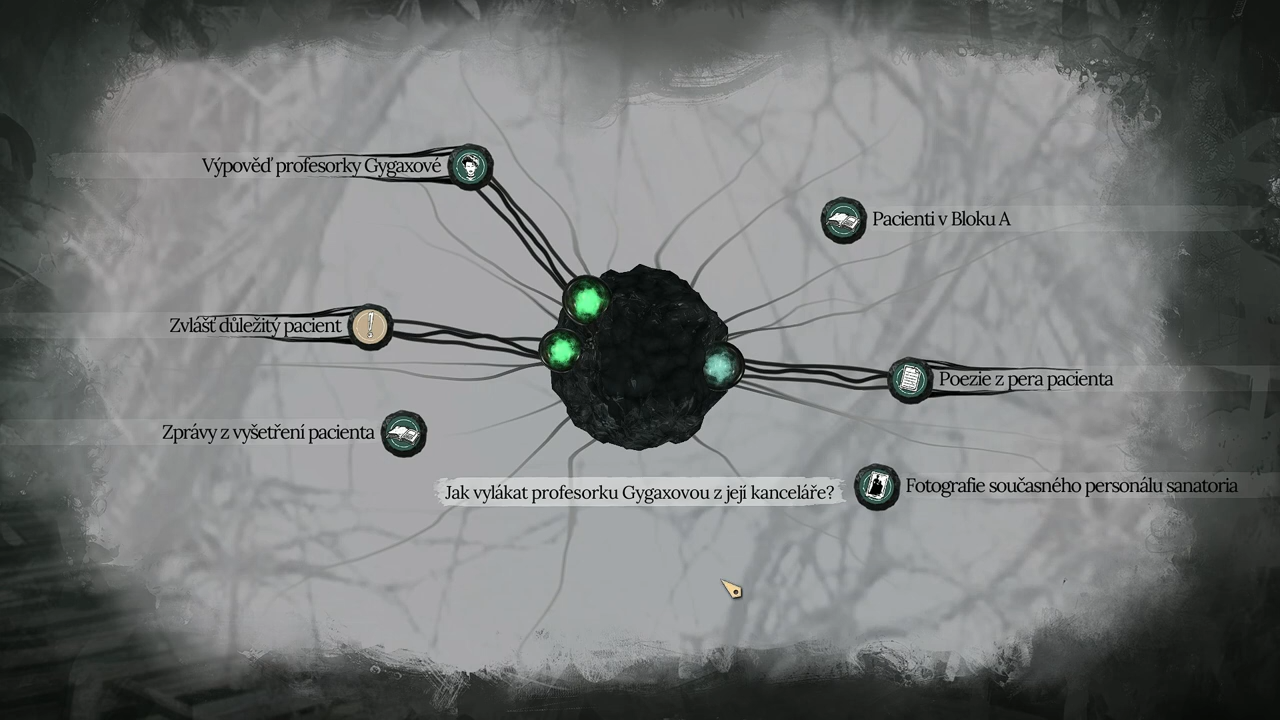 Výpověď profesorky Gygaxové
Pacienti v Bloku A
Zvlášť důležitý pacient
Poezie z pera pacienta
Zprávy z vyšetření pacienta
Jak vylákat profesorku Gygaxovou z její kanceláře?
Fotografie současného personálu sanatoria